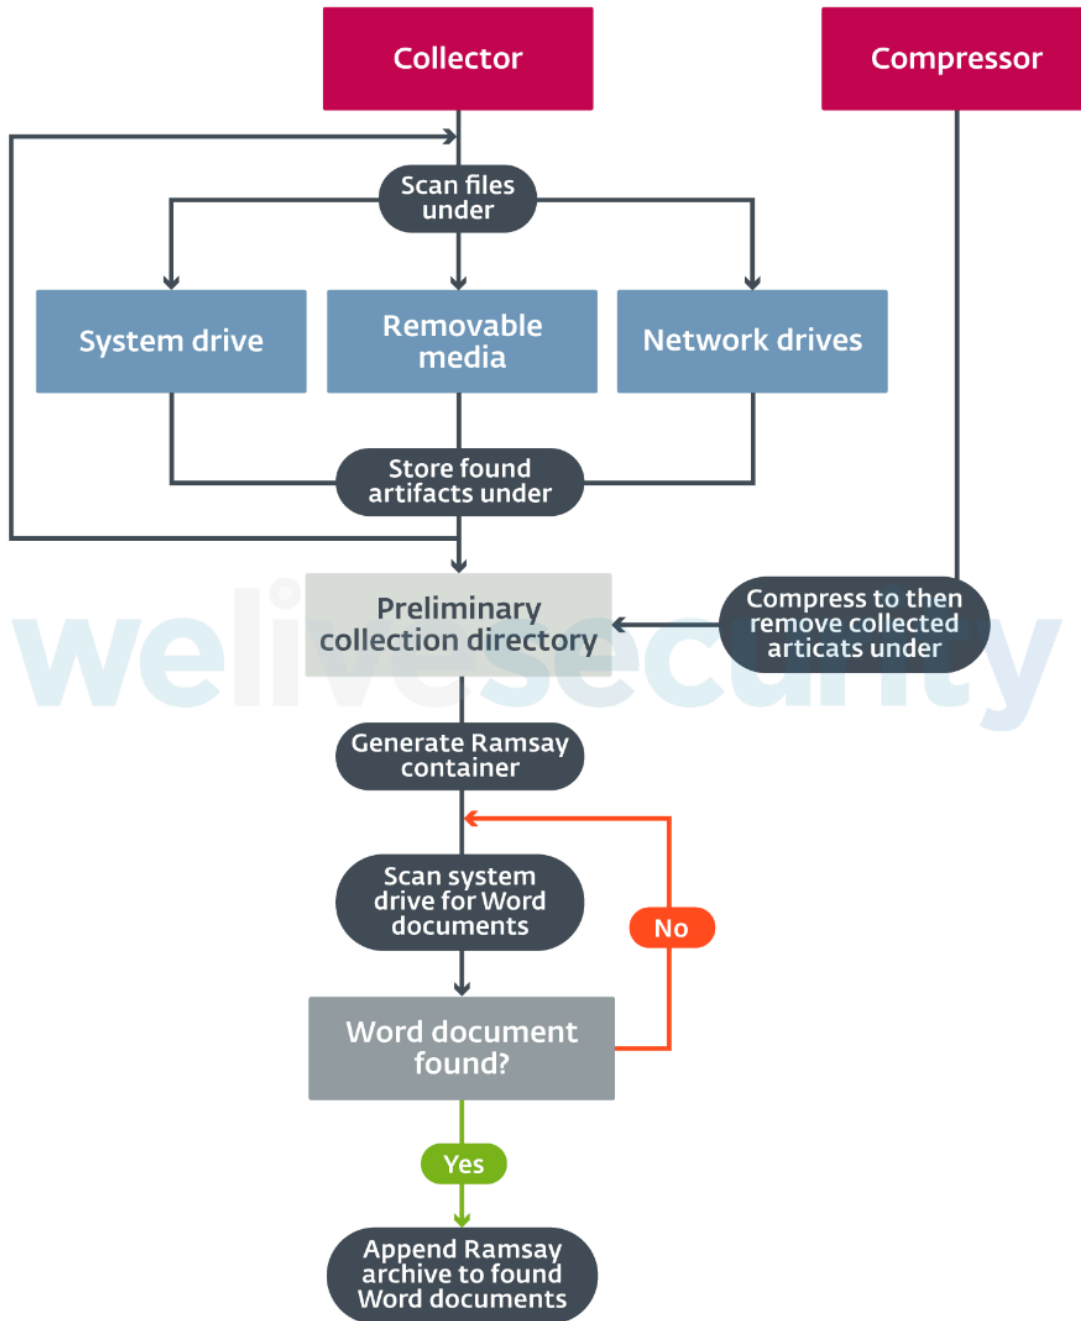 Collector
Compressor
Scan files
under
System drive
Removable
media
Network drives
Store found
artifacts under
Preliminary
collection directory
Compress to then
remove collected
articats under
welivesecurity
Generate Ramsay
container
Scan system
drive for Word
documents
No
Word document
found?
Yes
Append Ramsay
archive to found
Word documents